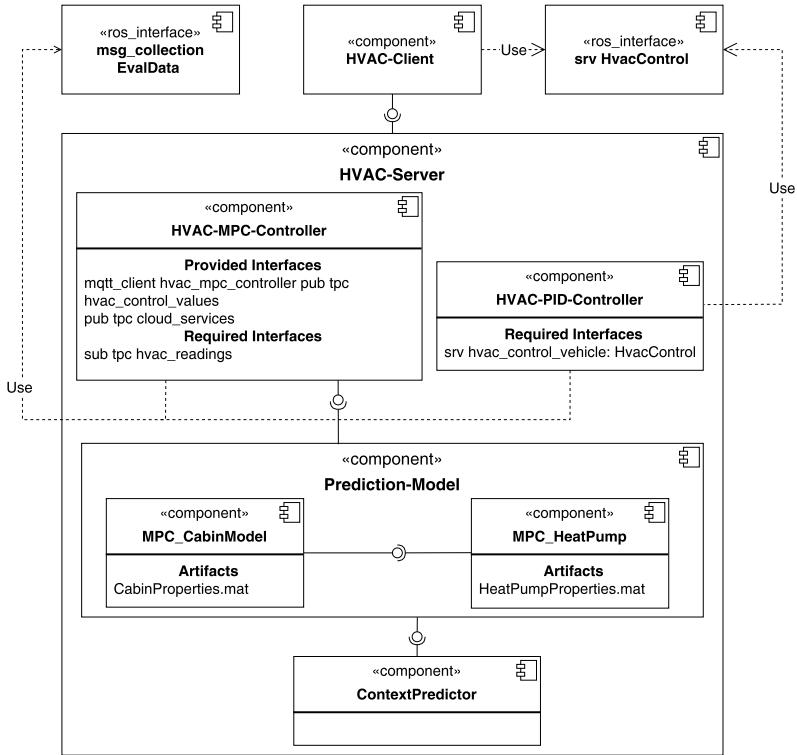 «ros_interface»
msg_collection
EvalData
«component»
HVAC-Client
Use
«ros_interface»
srv HvacControl
«component»
HVAC-Server
«component»
HVAC-MPC-Controller
Provided Interfaces
mqtt_client hvac_mpc_controller pub tpc
hvac_control_values
pub tpc cloud_services
Required Interfaces
sub tpc hvac_readings
«component»
HVAC-PID-Controller
Required Interfaces
srv hvac_control_vehicle: HvacControl
Use
Use
«component»
Prediction-Model
«component»
MPC_CabinModel
Artifacts
CabinProperties.mat
«component»
MPC_HeatPump
Artifacts
HeatPumpProperties.mat
«component»
ContextPredictor